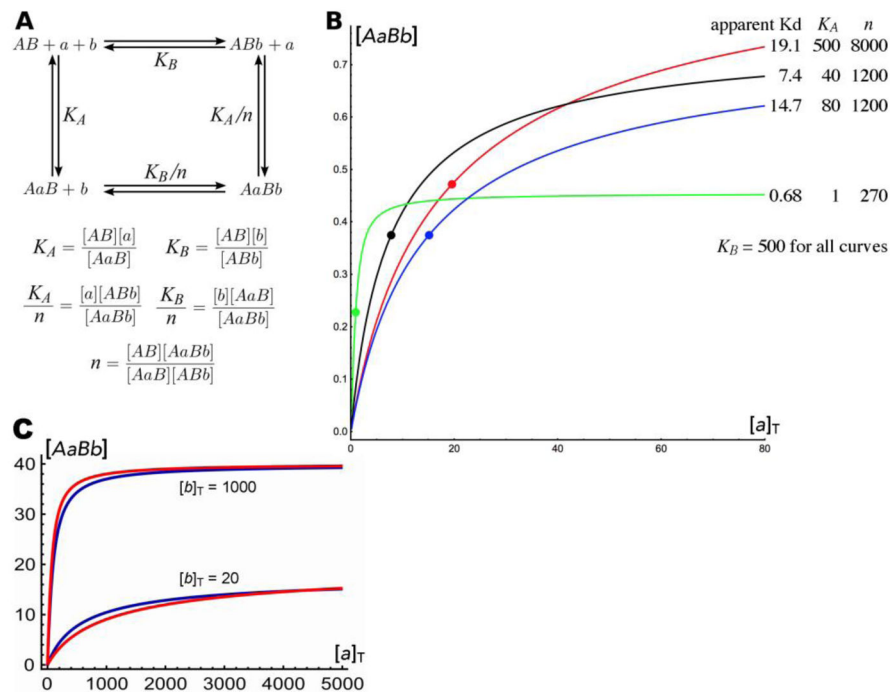 A
AB + a + b
ABb + a
K_B
K_A
K_A/n
K_B/n
AaB + b
AaBb
K_A = [AB][a] / [AaB]
K_B = [AB][b] / [ABb]
K_A / n = [a][ABb] / [AaBb]
K_B / n = [b][AaB] / [AaBb]
n = [AB][AaBb] / [AaB][ABb]
B
[AaBb]
apparent Kd K_A n
19.1 500 8000
7.4 40 1200
14.7 80 1200
0.68 1 270
K_B = 500 for all curves
0.7
0.6
0.5
0.4
0.3
0.2
0.1
0.0
0 20 40 60 80
[a]_T
C
[AaBb]
40
30
20
10
0
[b]_T = 1000
[b]_T = 20
[a]_T
0 1000 2000 3000 4000 5000